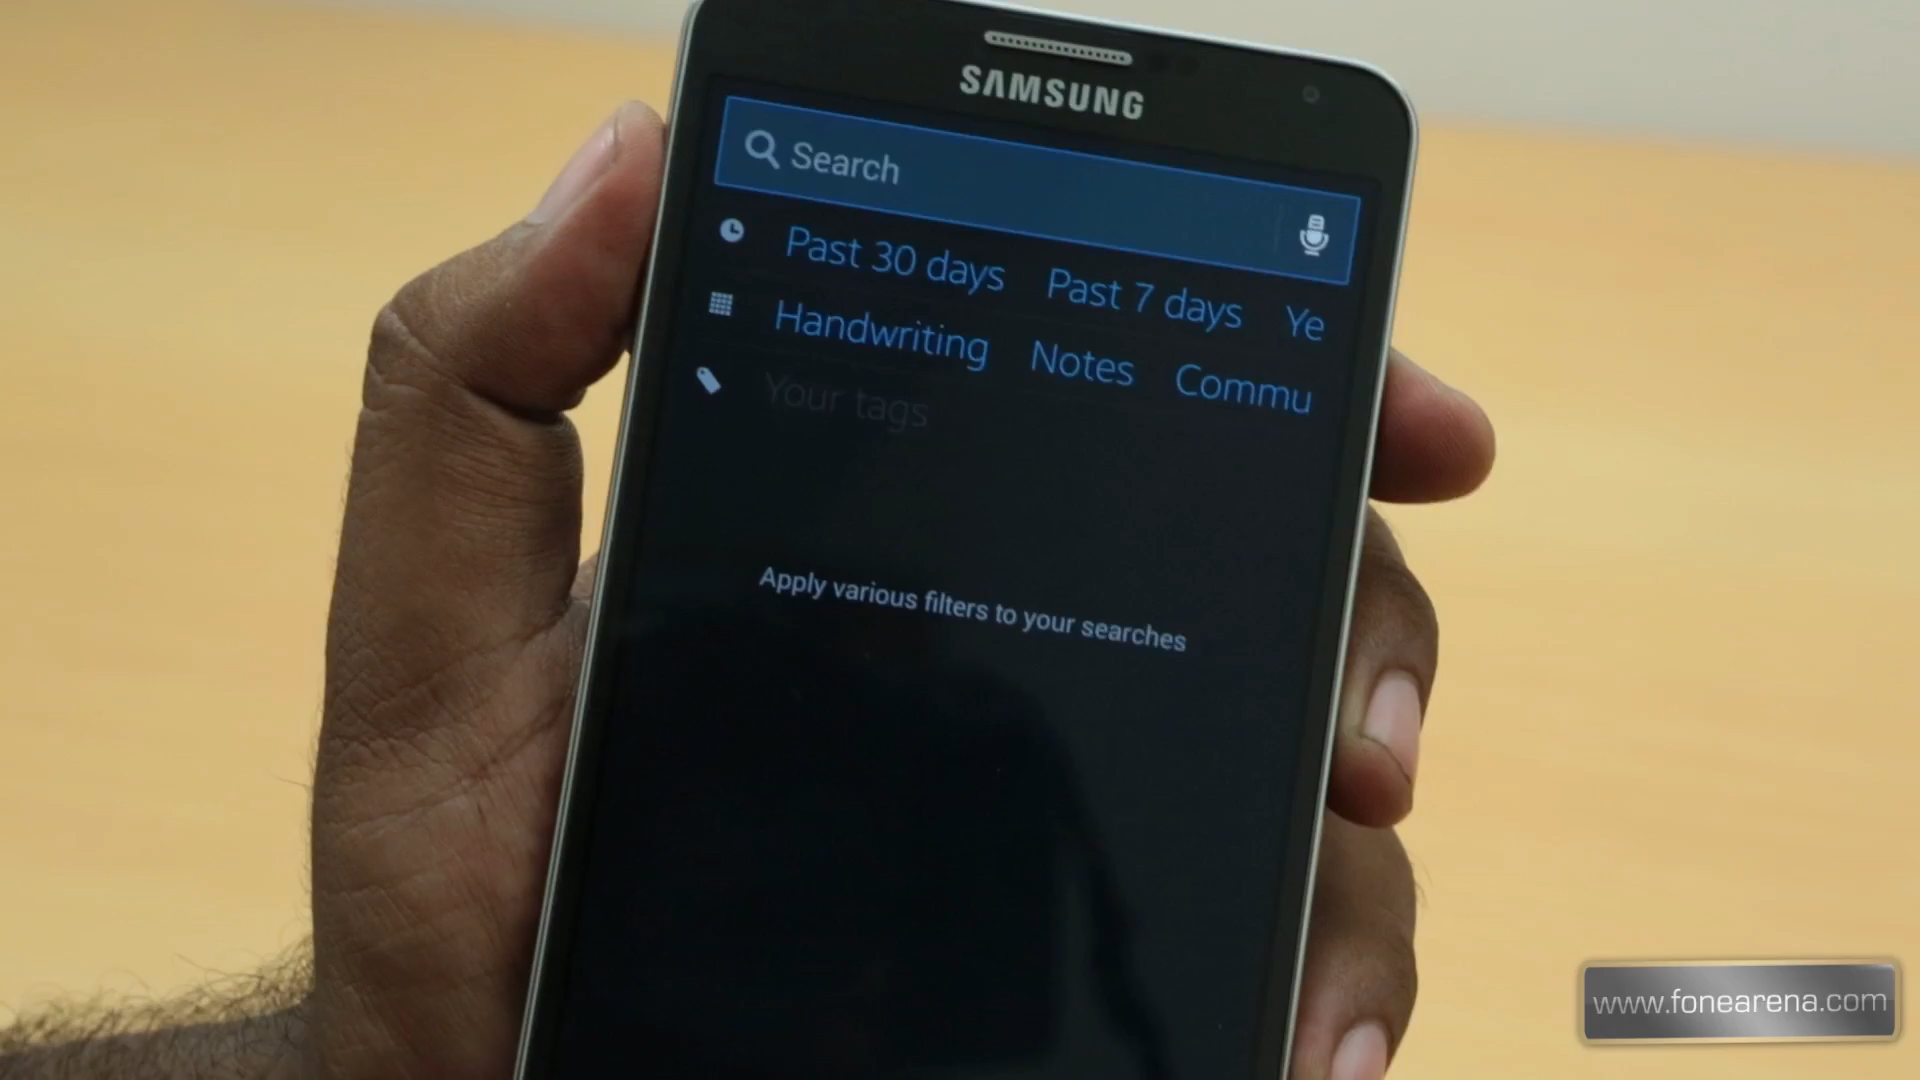 SAMSUNG
Search
Past 30 days Past 7 days Ye
Handwriting Notes Commu
Your tags
Apply various filters to your searches
www.fonearena.com